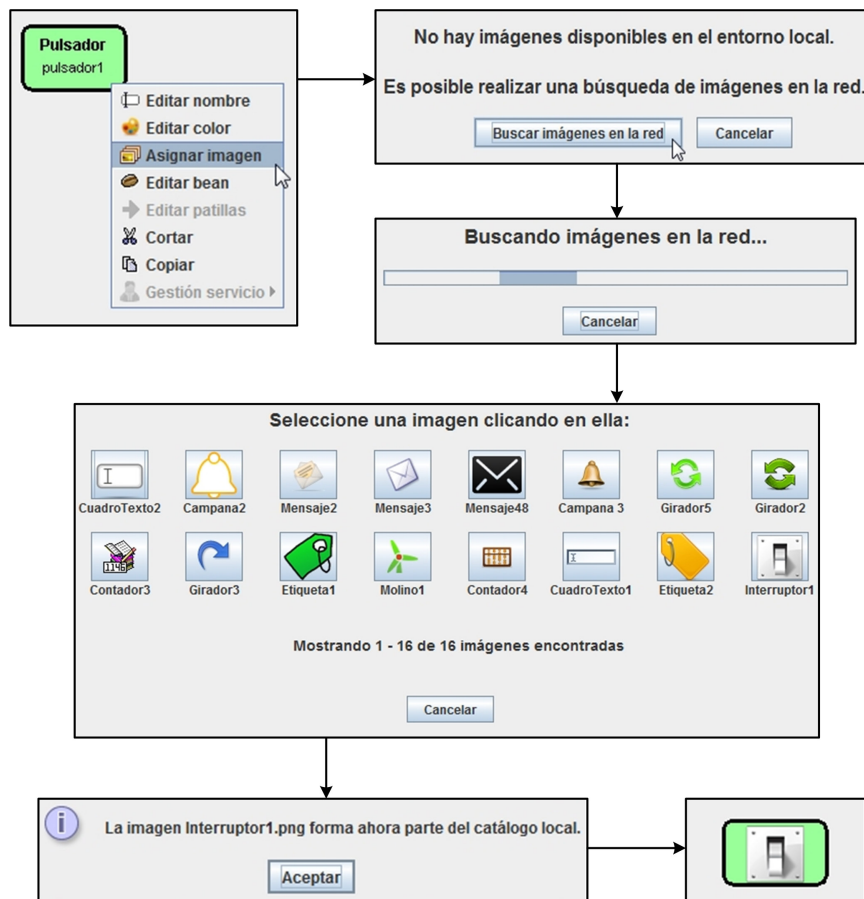 Pulsador
pulsador1
Editar nombre
Editar color
Asignar imagen
Editar bean
Editar patillas
Cortar
Copiar
Gestión servicio
No hay imágenes disponibles en el entorno local.
Es posible realizar una búsqueda de imágenes en la red.
Buscar imágenes en la red Cancelar
Buscando imágenes en la red...
Cancelar
Seleccione una imagen clicando en ella:
CuadroTexto2 Campana2 Mensaje2 Mensaje3 Mensaje48 Campana 3 Girador5 Girador2
1146
Contador3 Girador3 Etiqueta1 Molino1 Contador4 CuadroTexto1 Etiqueta2 Interruptor1
Mostrando 1 - 16 de 16 imágenes encontradas
Cancelar
La imagen Interruptor1.png forma ahora parte del catálogo local.
Aceptar